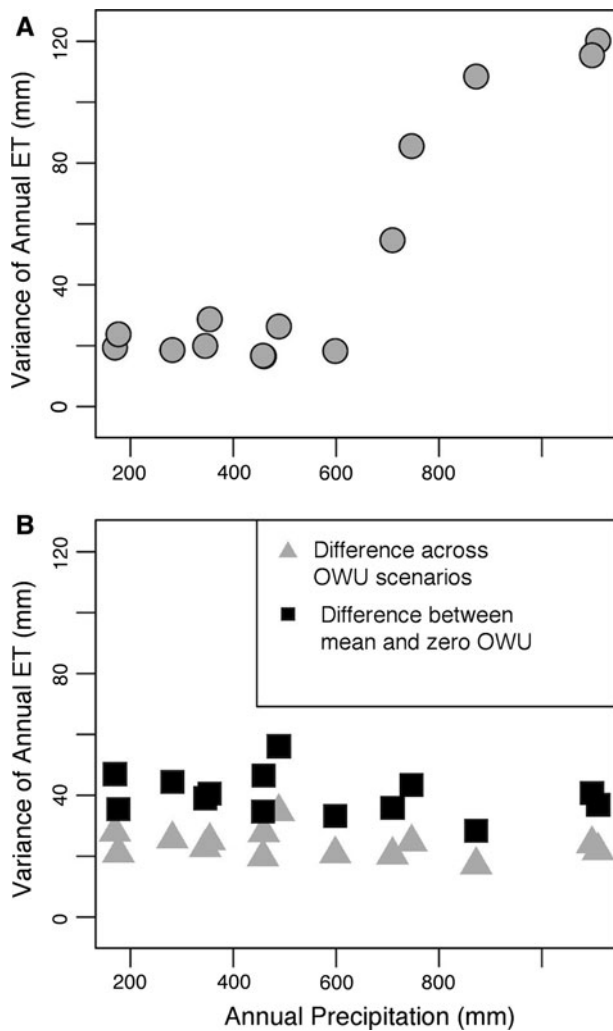 A
Variance of Annual ET (mm)
120
80
40
0
200
400
600
800
B
Variance of Annual ET (mm)
120
80
40
0
Difference across
OWU scenarios
Difference between
mean and zero OWU
200
400
600
800
Annual Precipitation (mm)